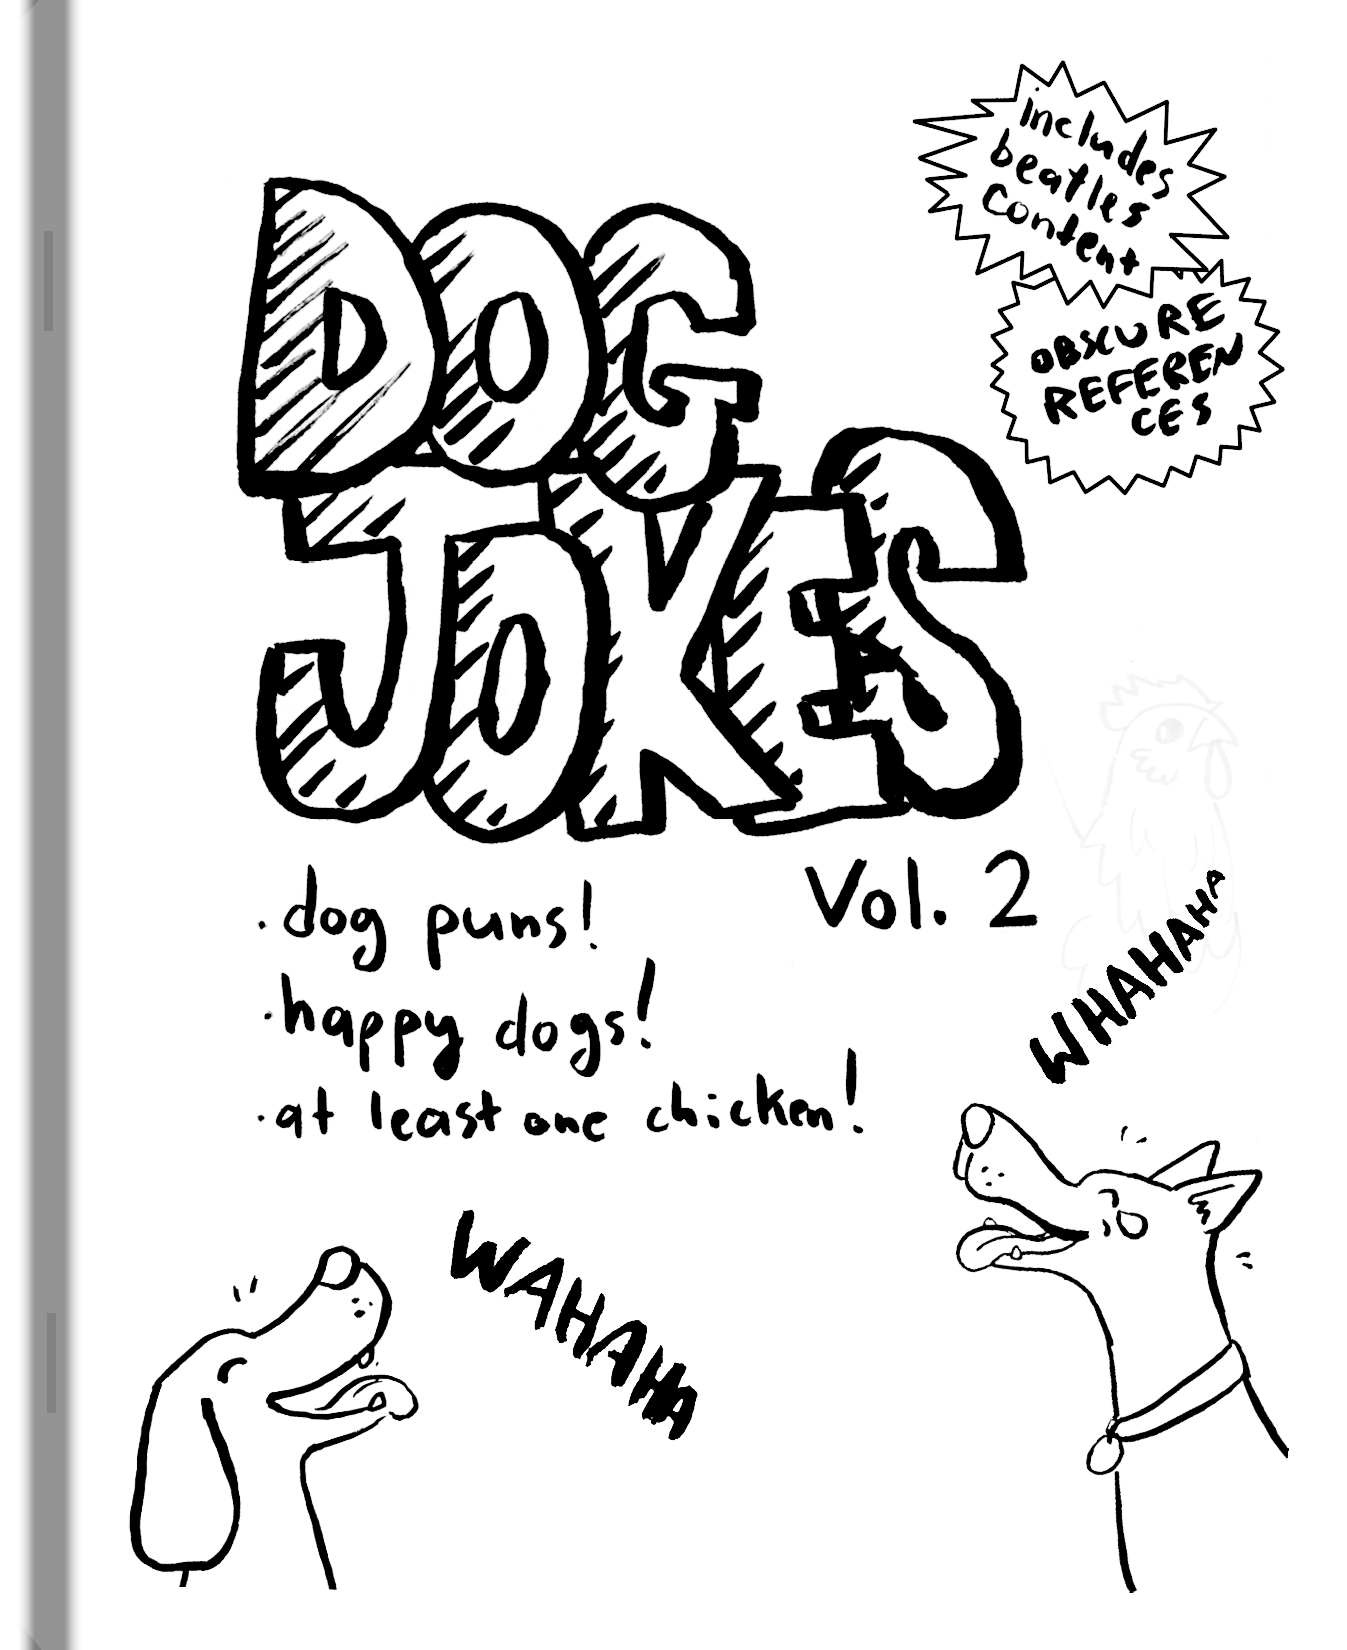 includes
beatles
content
OBSCURE
REFEREN
CES
DOG
JOKES
Vol. 2
· dog puns!
· happy dogs!
· at least one chicken!
WHAHAHA
WAHAHAHA